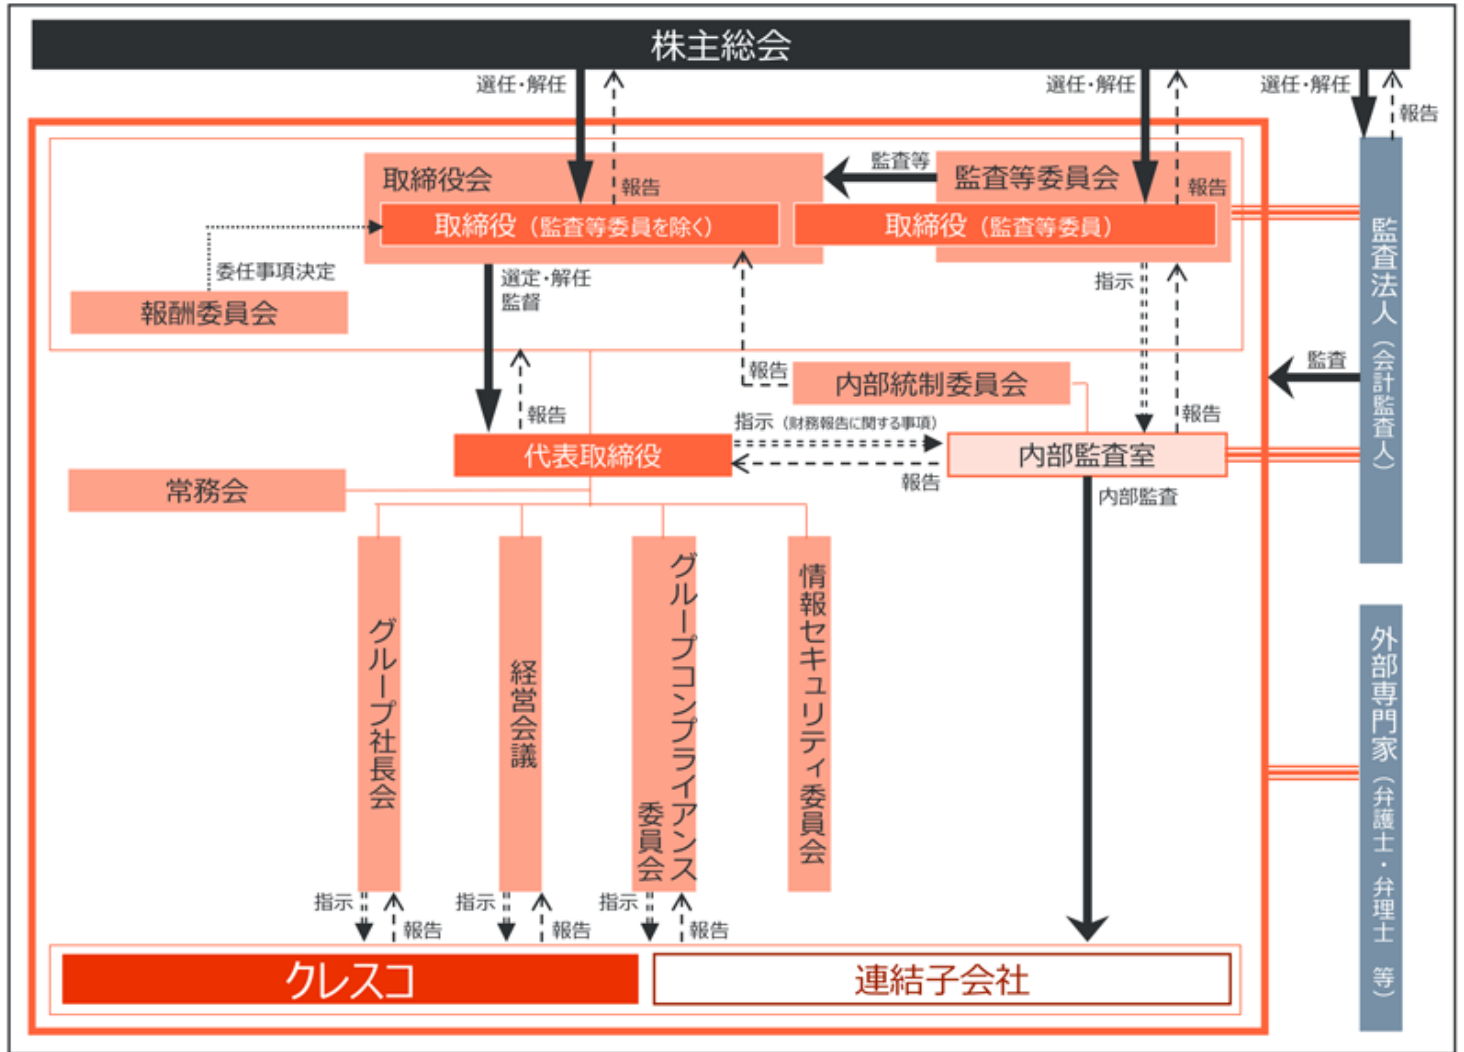 株主総会
選任・解任
選任・解任
選任・解任
報告
取締役会
報告
監査等
監査等委員会
報告
取締役（監査等委員を除く）
取締役（監査等委員）
委任事項決定
報酬委員会
選定・解任
監督
指示
監査法人（会計監査人）
監査
報告
内部統制委員会
報告
報告
指示（財務報告に関する事項）
代表取締役
内部監査室
報告
常務会
内部監査
グループ社長会
経営会議
グループコンプライアンス
委員会
情報セキュリティ委員会
外部専門家（弁護士・弁理士 等）
指示
報告
指示
報告
指示
報告
クレスコ
連結子会社